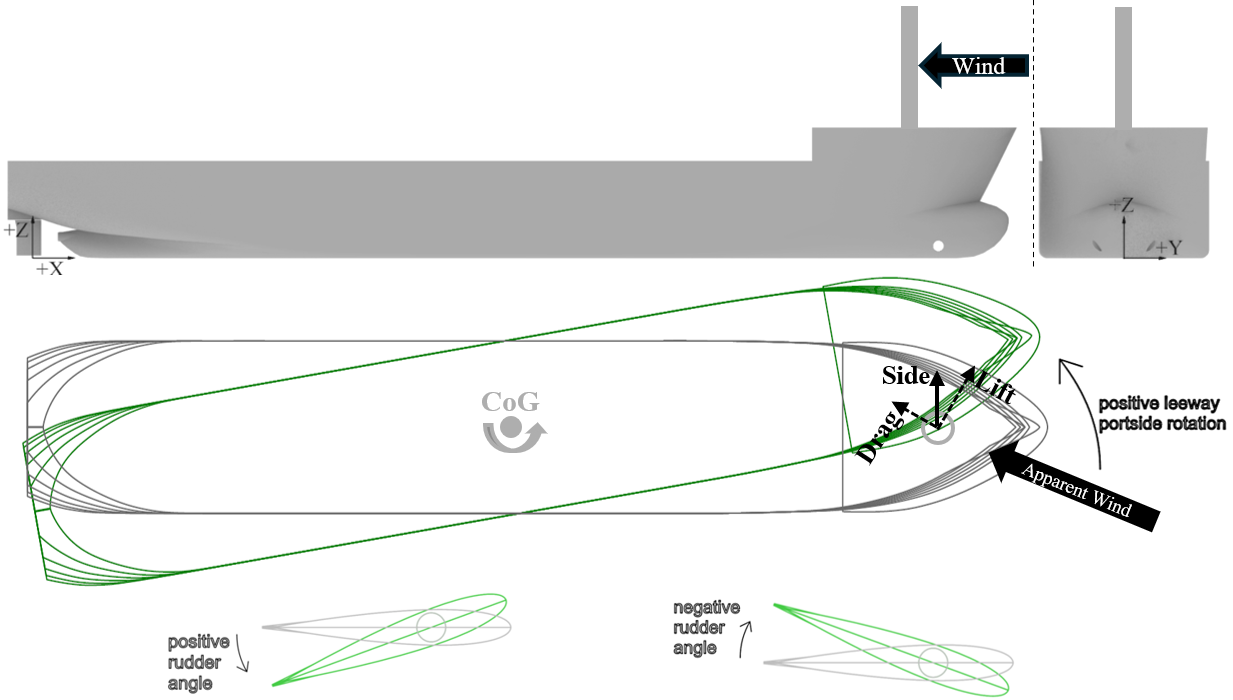 Wind
+Z
+X
+Z
+Y
CoG
Side
Lift
Drag
positive leeway
portside rotation
Apparent Wind
positive
rudder
angle
negative
rudder
angle